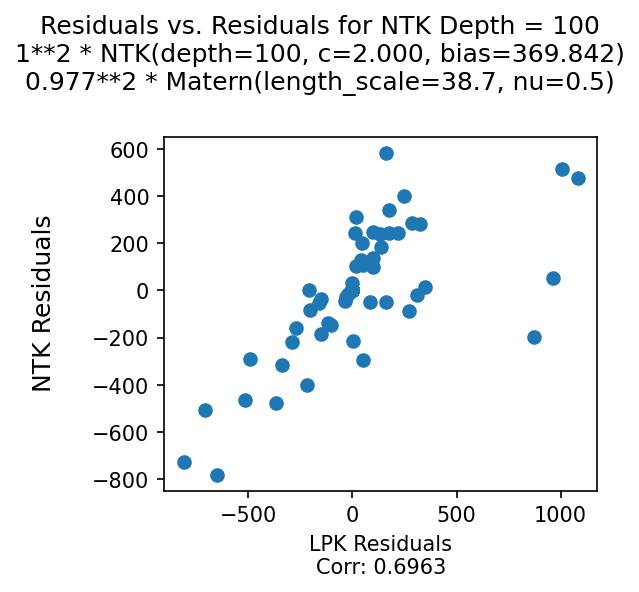 Residuals vs. Residuals for NTK Depth = 100
1**2 * NTK(depth=100, c=2.000, bias=369.842)
0.977**2 * Matern(length_scale=38.7, nu=0.5)
600
400
200
0
−200
−400
−600
−800
NTK Residuals
−500
0
500
1000
LPK Residuals
Corr: 0.6963